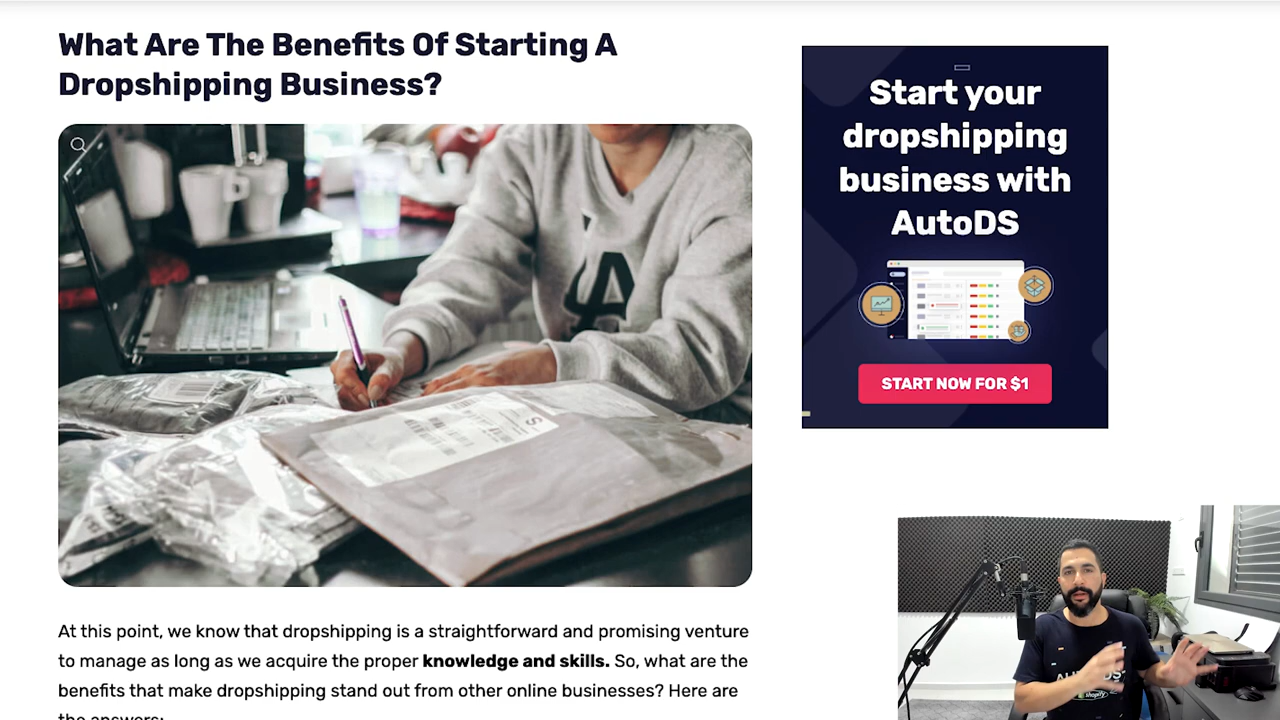 What Are The Benefits Of Starting A
Dropshipping Business?
At this point, we know that dropshipping is a straightforward and promising venture
to manage as long as we acquire the proper knowledge and skills. So, what are the
benefits that make dropshipping stand out from other online businesses? Here are
the answers:
Start your
dropshipping
business with
AutoDS
START NOW FOR $1
shopify